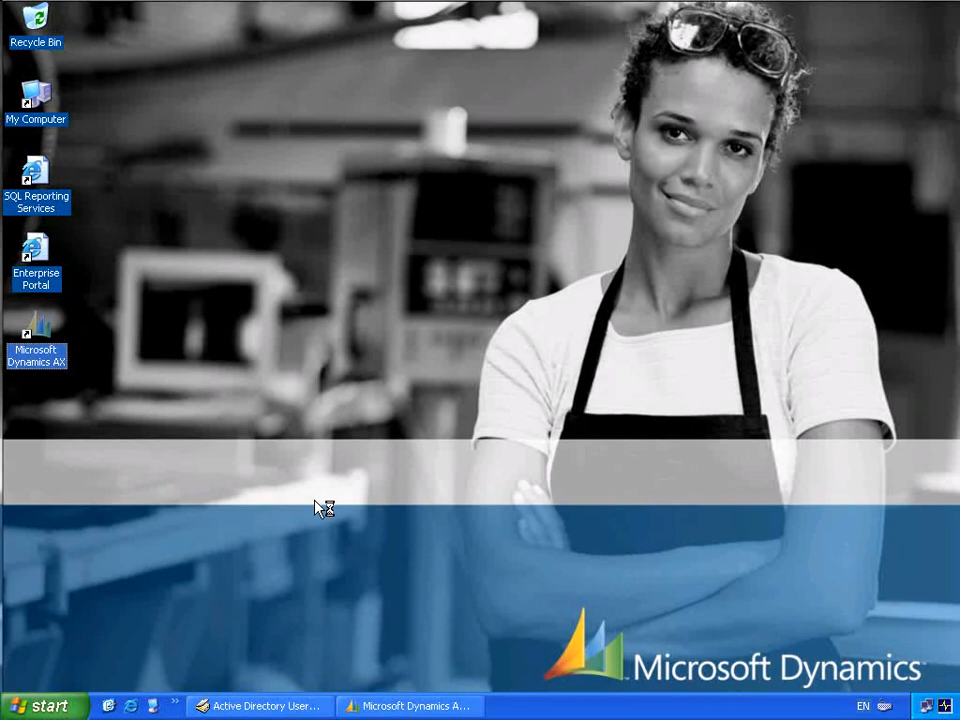 Recycle Bin
My Computer
SQL Reporting
Services
Enterprise
Portal
Microsoft
Dynamics AX
Microsoft Dynamics
start
Active Directory User...
Microsoft Dynamics A...
EN